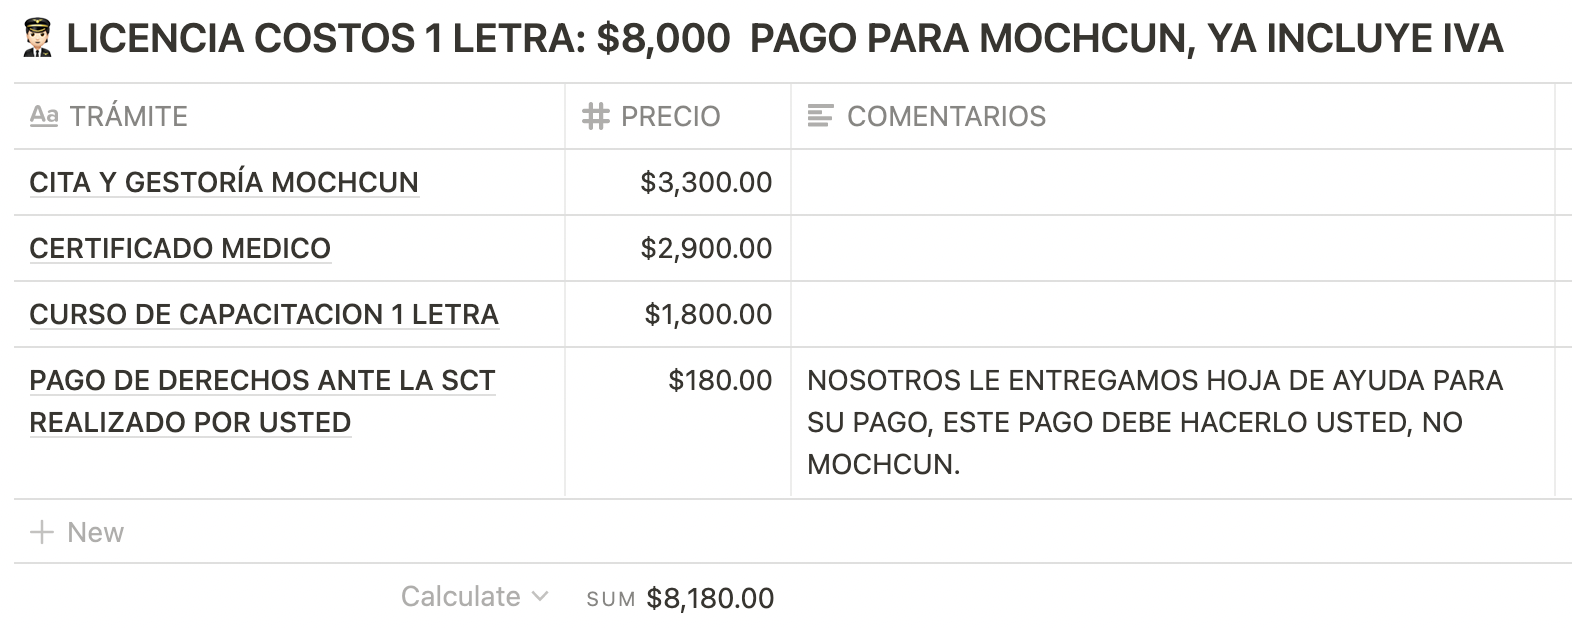 LICENCIA COSTOS 1 LETRA: $8,000 PAGO PARA MOCHCUN, YA INCLUYE IVA
Aa TRÁMITE # PRECIO COMENTARIOS
CITA Y GESTORÍA MOCHCUN $3,300.00
CERTIFICADO MEDICO $2,900.00
CURSO DE CAPACITACION 1 LETRA $1,800.00
PAGO DE DERECHOS ANTE LA SCT $180.00 NOSOTROS LE ENTREGAMOS HOJA DE AYUDA PARA
REALIZADO POR USTED SU PAGO, ESTE PAGO DEBE HACERLO USTED, NO
MOCHCUN.
+ New
Calculate SUM $8,180.00